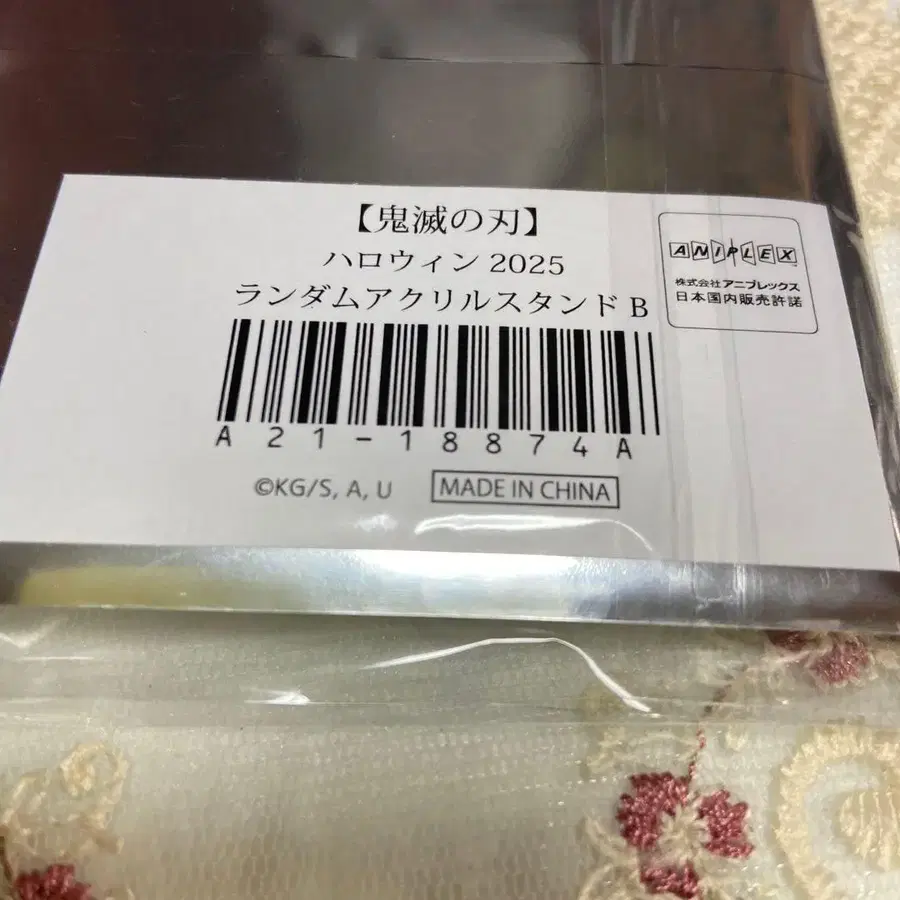 【鬼滅の刃】
ハロウィン 2025
ランダムアクリルスタンド B
A21-18874A
©KG/S, A, U
MADE IN CHINA
ANIPLEX
株式会社 アニプレックス
日本国内販売許諾